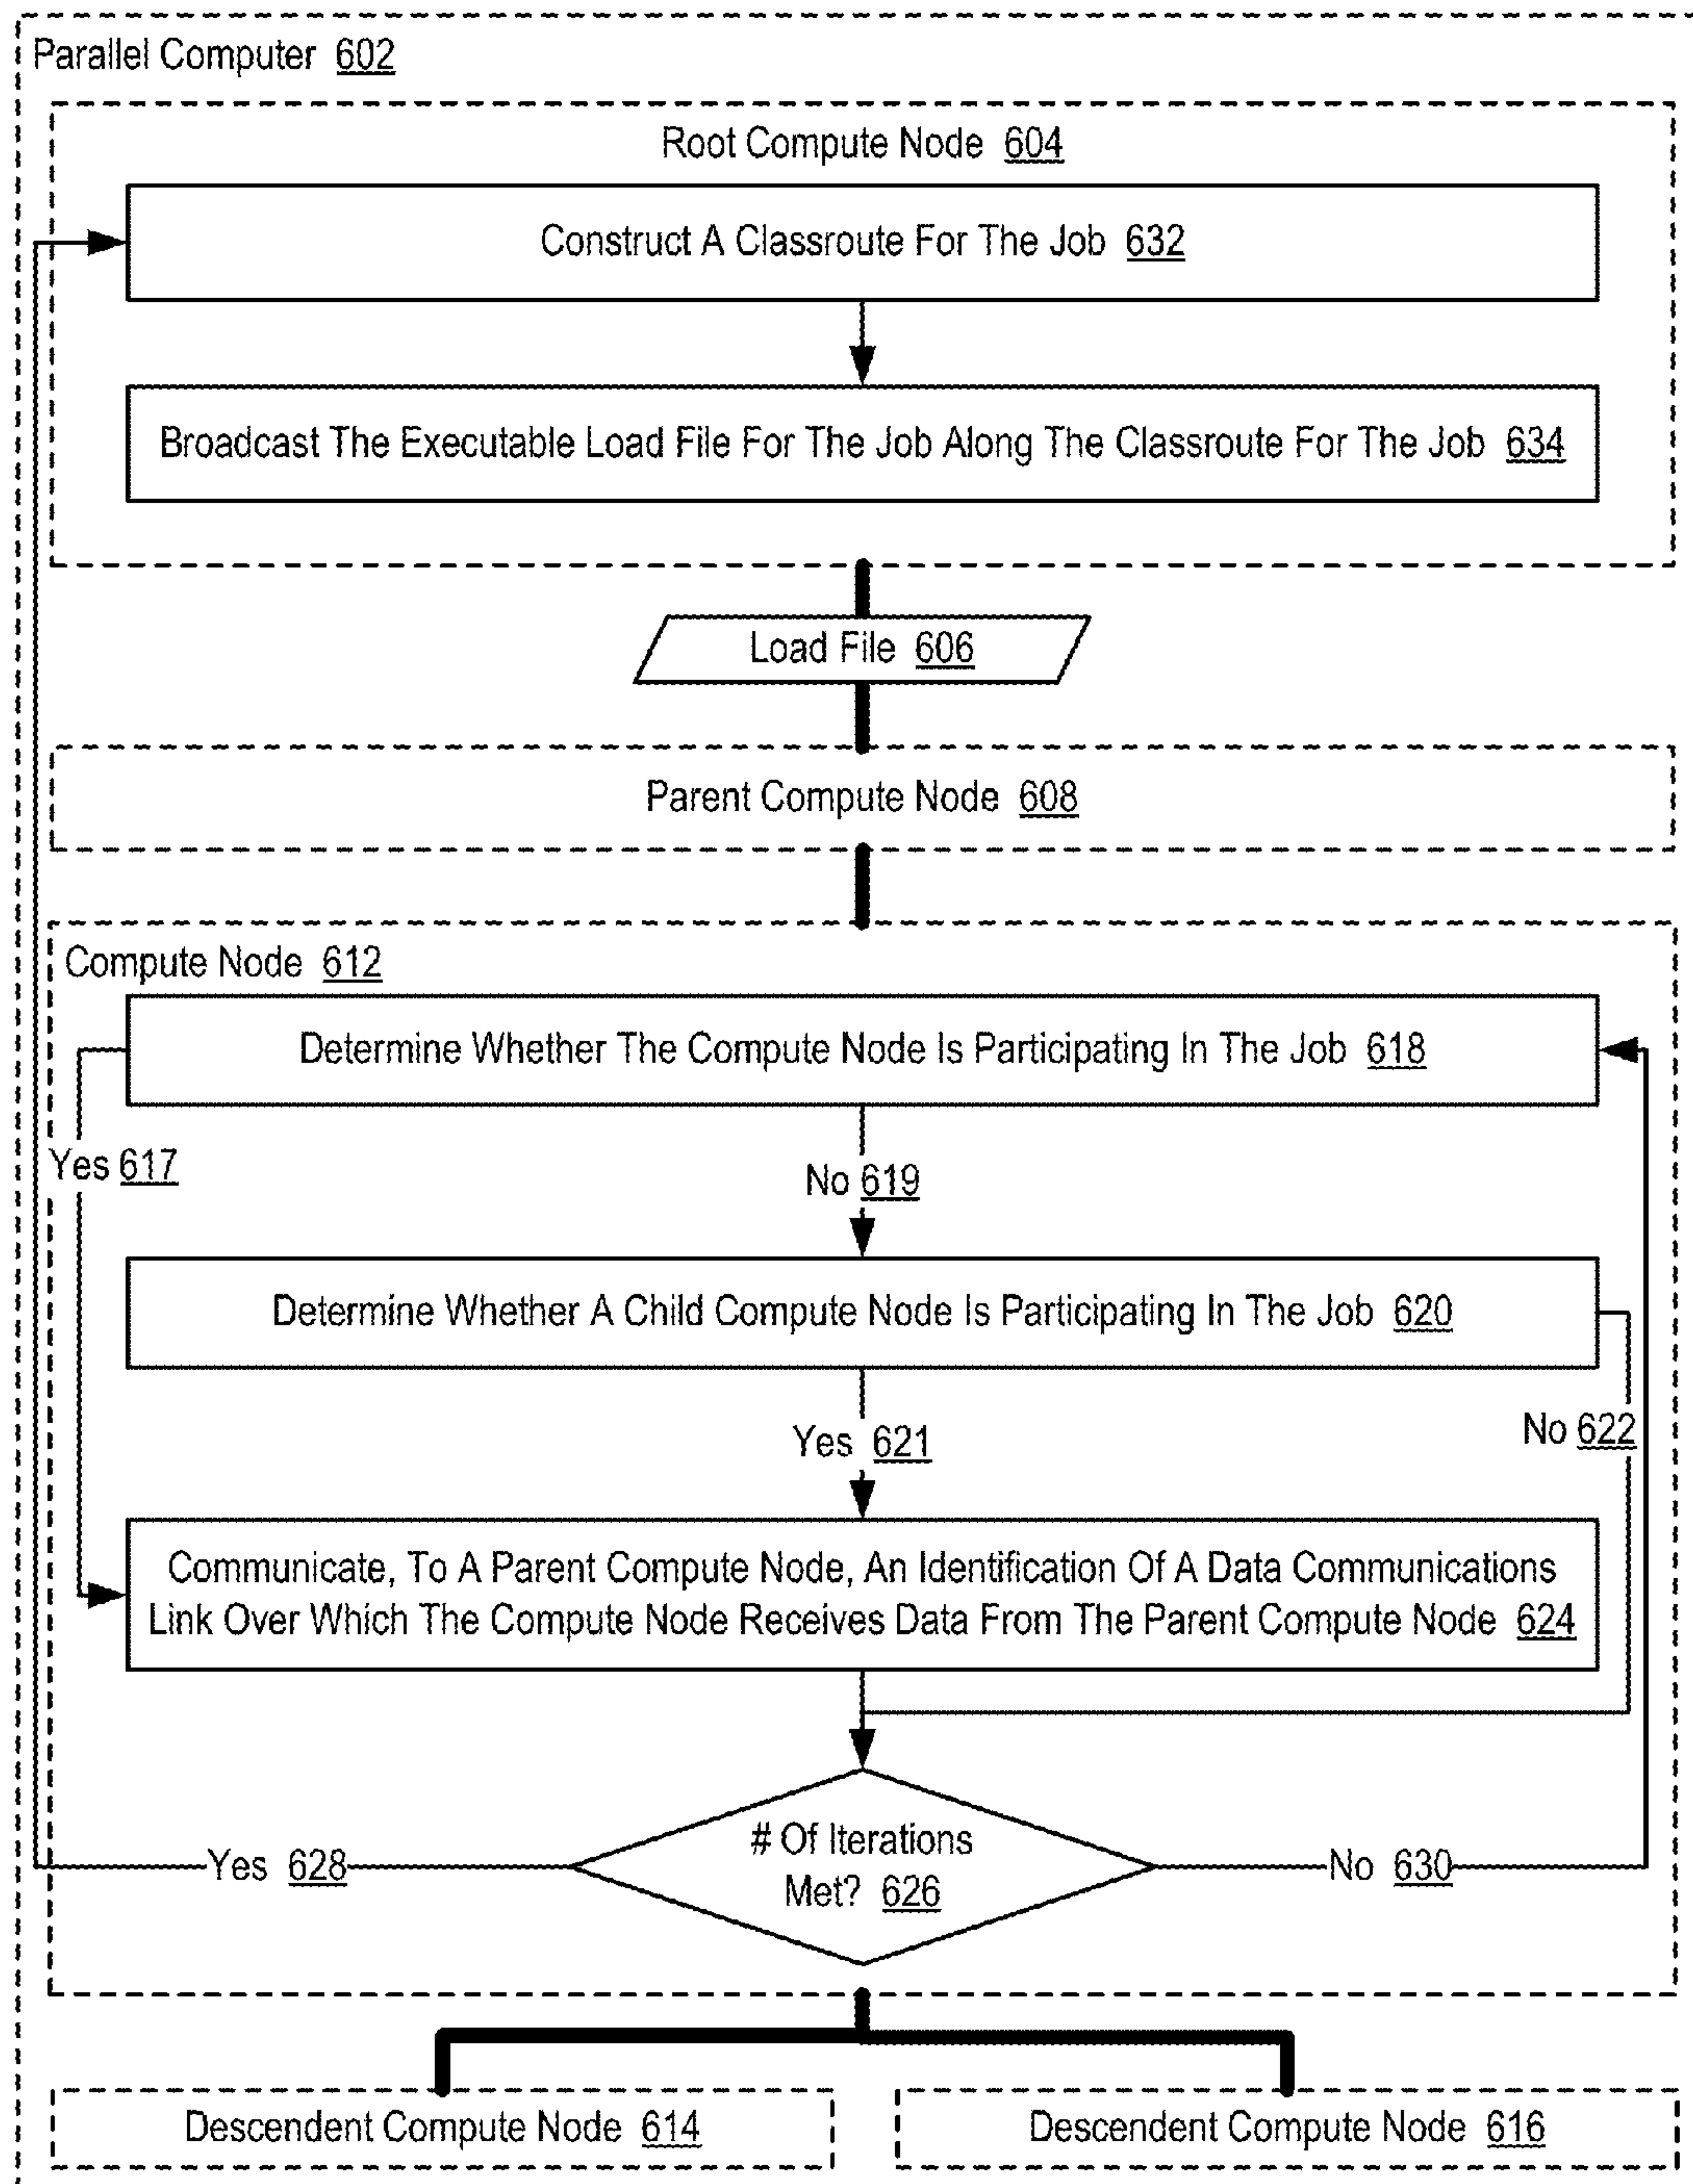 Parallel Computer 602
Root Compute Node 604
Construct A Classroute For The Job 632
Broadcast The Executable Load File For The Job Along The Classroute For The Job 634
Load File 606
Parent Compute Node 608
Compute Node 612
Determine Whether The Compute Node Is Participating In The Job 618
Yes 617
No 619
Determine Whether A Child Compute Node Is Participating In The Job 620
Yes 621
No 622
Communicate, To A Parent Compute Node, An Identification Of A Data Communications
Link Over Which The Compute Node Receives Data From The Parent Compute Node 624
# Of Iterations
Met? 626
Yes 628
No 630
Descendent Compute Node 614
Descendent Compute Node 616